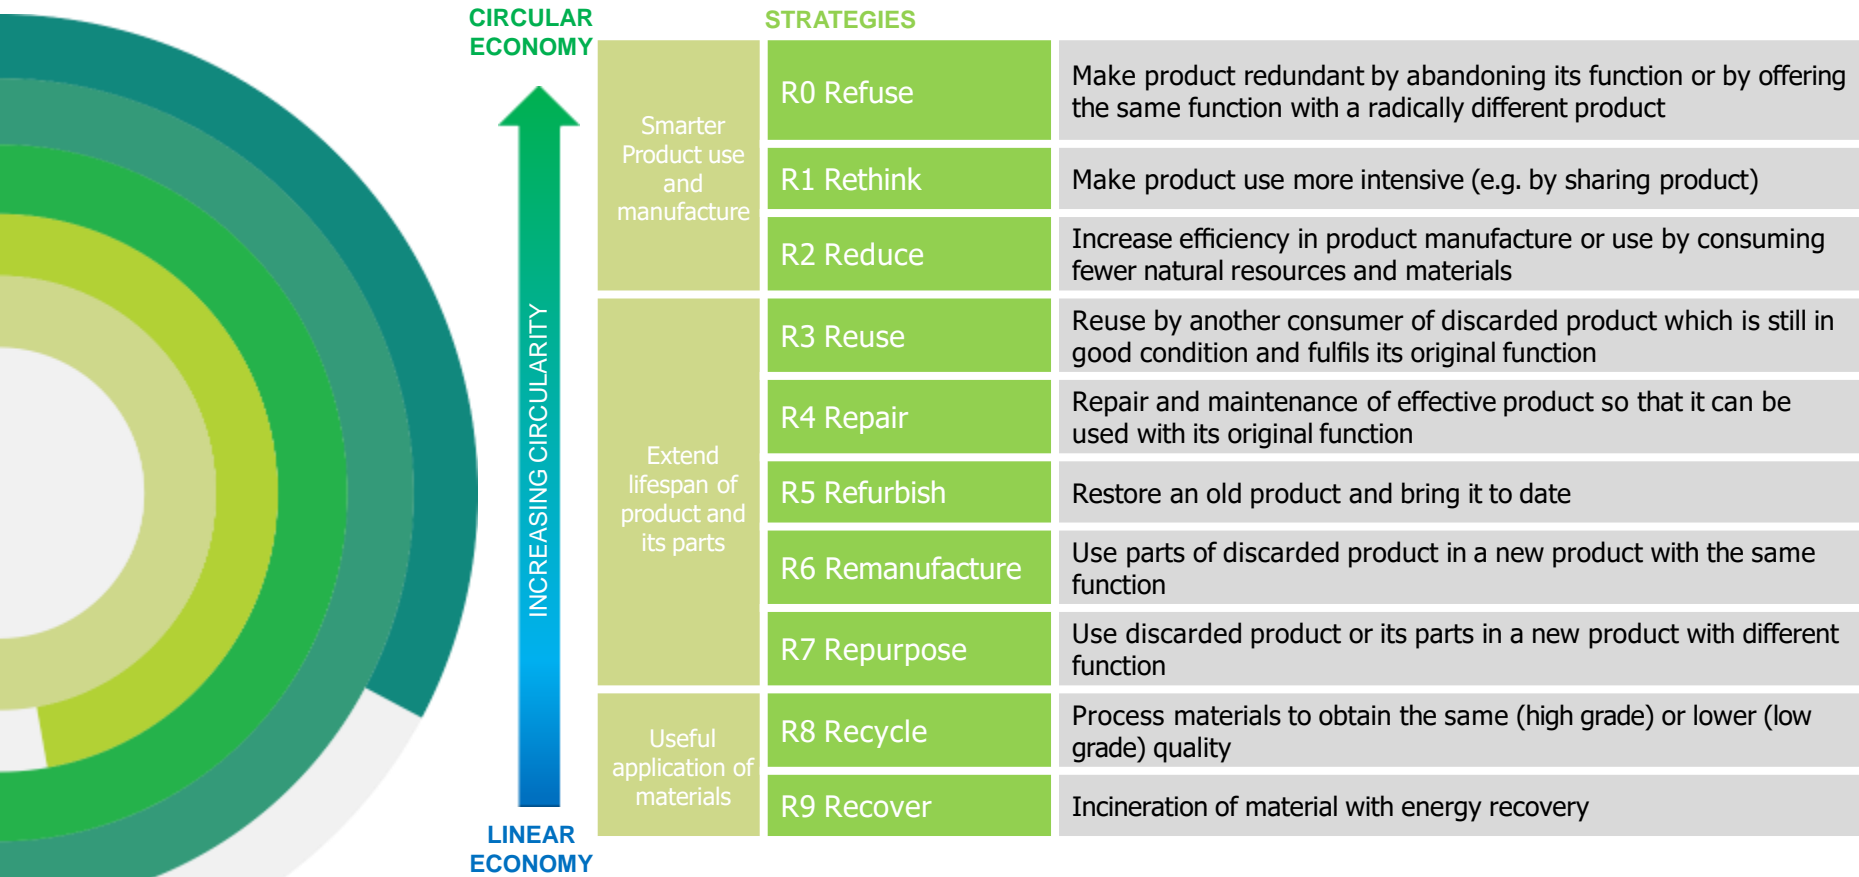 CIRCULAR
ECONOMY
STRATEGIES
INCREASING CIRCULARITY
LINEAR
ECONOMY
Smarter
Product use
and
manufacture
R0 Refuse
Make product redundant by abandoning its function or by offering
the same function with a radically different product
R1 Rethink
Make product use more intensive (e.g. by sharing product)
R2 Reduce
Increase efficiency in product manufacture or use by consuming
fewer natural resources and materials
Extend
lifespan of
product and
its parts
R3 Reuse
Reuse by another consumer of discarded product which is still in
good condition and fulfils its original function
R4 Repair
Repair and maintenance of effective product so that it can be
used with its original function
R5 Refurbish
Restore an old product and bring it to date
R6 Remanufacture
Use parts of discarded product in a new product with the same
function
R7 Repurpose
Use discarded product or its parts in a new product with different
function
Useful
application of
materials
R8 Recycle
Process materials to obtain the same (high grade) or lower (low
grade) quality
R9 Recover
Incineration of material with energy recovery